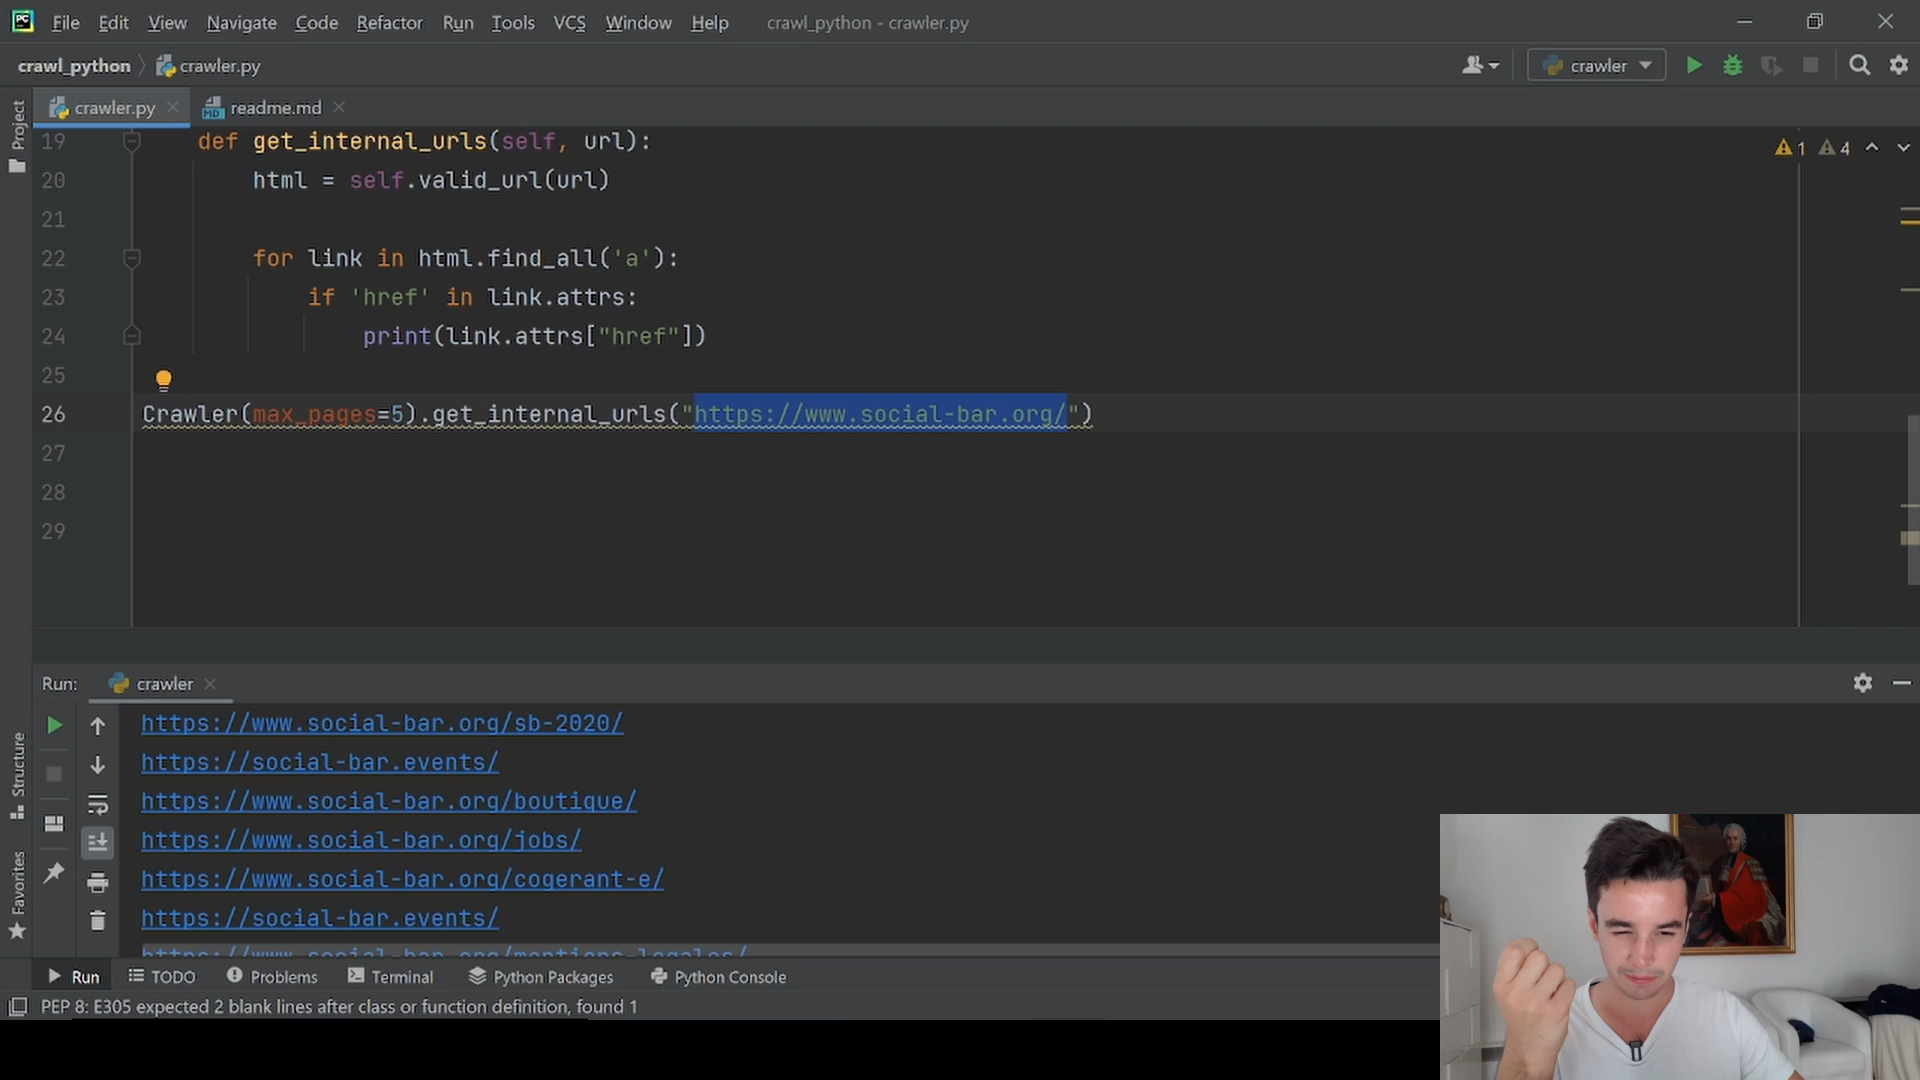 PC File Edit View Navigate Code Refactor Run Tools VCS Window Help crawl_python - crawler.py
crawl_python crawler.py crawler
Project crawler.py MD readme.md
19 def get_internal_urls(self, url): 1 4
20 html = self.valid_url(url)
21
22 for link in html.find_all('a'):
23 if 'href' in link.attrs:
24 print(link.attrs["href"])
25
26 Crawler(max_pages=5).get_internal_urls("https://www.social-bar.org/")
27
28
29
Run: crawler
https://www.social-bar.org/sb-2020/
https://social-bar.events/
https://www.social-bar.org/boutique/
https://www.social-bar.org/jobs/
https://www.social-bar.org/cogerant-e/
https://social-bar.events/
https://www.social-bar.org/mentions-legales/
Structure
Favorites
Run TODO Problems Terminal Python Packages Python Console
PEP 8: E305 expected 2 blank lines after class or function definition, found 1